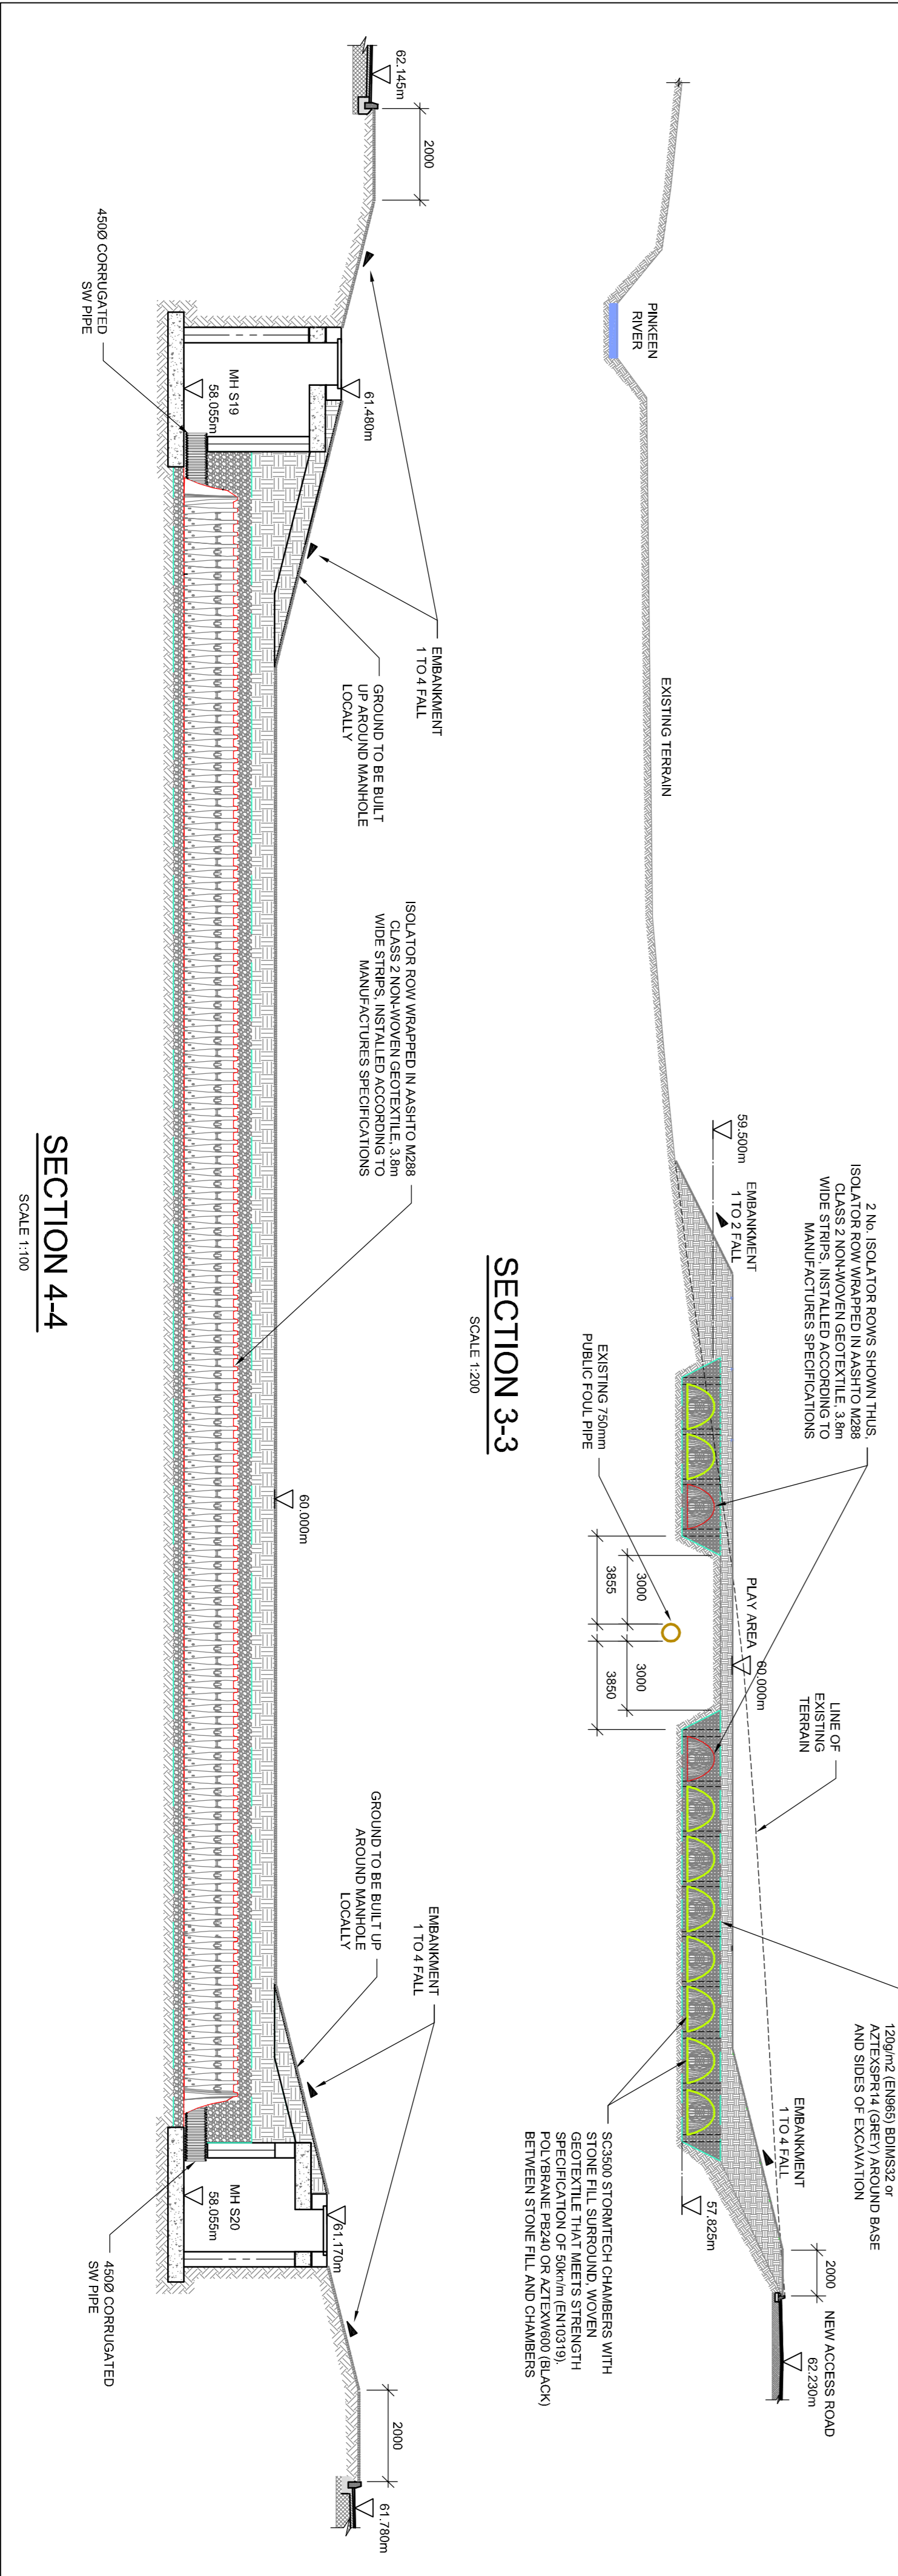 PINKEEN
RIVER
EXISTING TERRAIN
59.500m
EMBANKMENT
1 TO 2 FALL
2 No. ISOLATOR ROWS SHOWN THUS,
ISOLATOR ROW WRAPPED IN AASHTO M288
CLASS 2 NON-WOVEN GEOTEXTILE, 3.8m
WIDE STRIPS, INSTALLED ACCORDING TO
MANUFACTURES SPECIFICATIONS
EXISTING 750mm
PUBLIC FOUL PIPE
3000
3855
3000
3850
PLAY AREA
60.000m
LINE OF
EXISTING
TERRAIN
120g/m2 (EN965) BDIMS32 or
AZTEXSPR14 (GREY) AROUND BASE
AND SIDES OF EXCAVATION
EMBANKMENT
1 TO 4 FALL
SC3500 STORMTECH CHAMBERS WITH
STONE FILL SURROUND, WOVEN
GEOTEXTILE THAT MEETS STRENGTH
SPECIFICATION OF 50kn/m (EN10319).
POLYBRANE PB240 OR AZTEXW600 (BLACK)
BETWEEN STONE FILL AND CHAMBERS
57.825m
2000
NEW ACCESS ROAD
62.230m
SECTION 3-3
SCALE 1:200
62.145m
2000
450Ø CORRUGATED
SW PIPE
MH S19
58.055m
61.480m
EMBANKMENT
1 TO 4 FALL
GROUND TO BE BUILT
UP AROUND MANHOLE
LOCALLY
ISOLATOR ROW WRAPPED IN AASHTO M288
CLASS 2 NON-WOVEN GEOTEXTILE, 3.8m
WIDE STRIPS, INSTALLED ACCORDING TO
MANUFACTURES SPECIFICATIONS
60.000m
GROUND TO BE BUILT UP
AROUND MANHOLE
LOCALLY
EMBANKMENT
1 TO 4 FALL
MH S20
58.055m
61.170m
450Ø CORRUGATED
SW PIPE
2000
61.780m
SECTION 4-4
SCALE 1:100